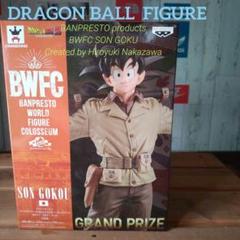 DRAGON BALL FIGURE
BANPRESTO products
BWFC SON GOKU
Created by Hiroyuki Nakazawa
BWFC
BANPRESTO
WORLD
FIGURE
COLOSSEUM
SON GOKOU
GRAND PRIZE